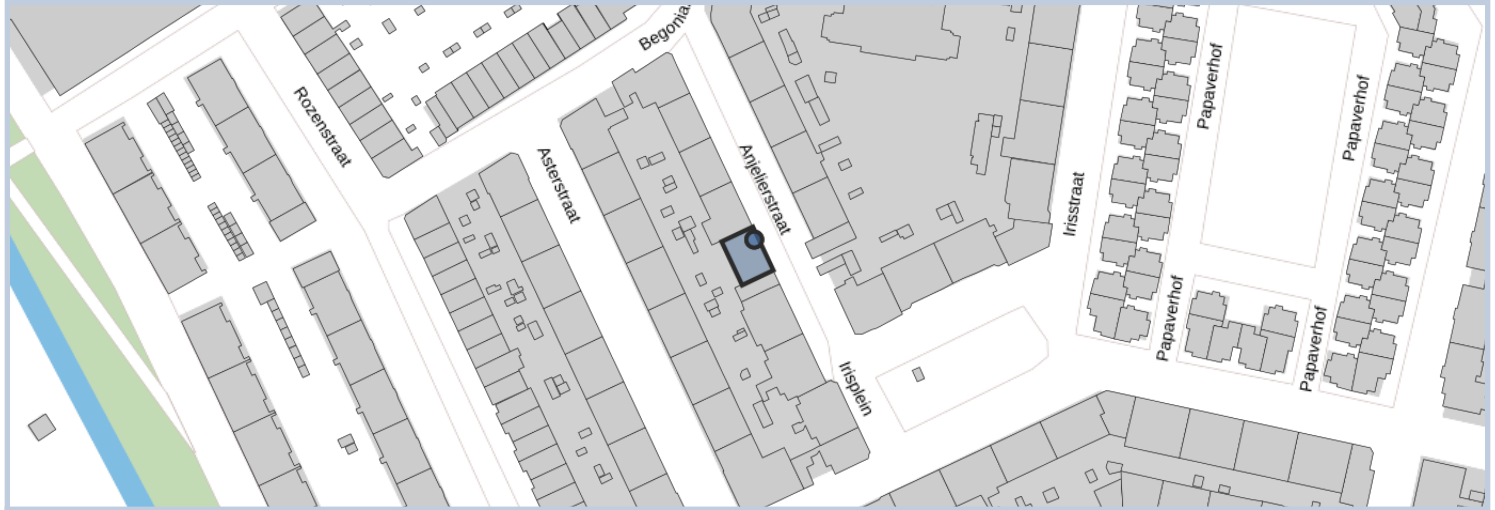 Begonia
Rozenstraat
Asterstraat
Anjelierstraat
Irisplein
Irisstraat
Papaverhof
Papaverhof
Papaverhof
Papaverhof